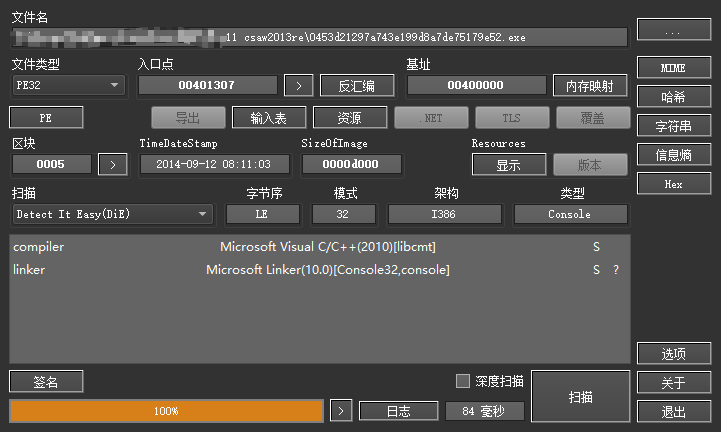 文件名
11 csaw2013re\0453d21297a743e199d8a7de75179e52.exe
...
文件类型 入口点 基址
PE32 00401307 > 反汇编 00400000 内存映射 MIME
PE 导出 输入表 资源 .NET TLS 覆盖 哈希
区块 TimeDateStamp SizeOfImage Resources 字符串
0005 > 2014-09-12 08:11:03 0000d000 显示 版本 信息熵
扫描 字节序 模式 架构 类型 Hex
Detect It Easy(DiE) LE 32 I386 Console
compiler Microsoft Visual C/C++(2010)[libcmt] S
linker Microsoft Linker(10.0)[Console32,console] S ?
选项
签名 深度扫描 扫描 关于
100% > 日志 84 毫秒 退出